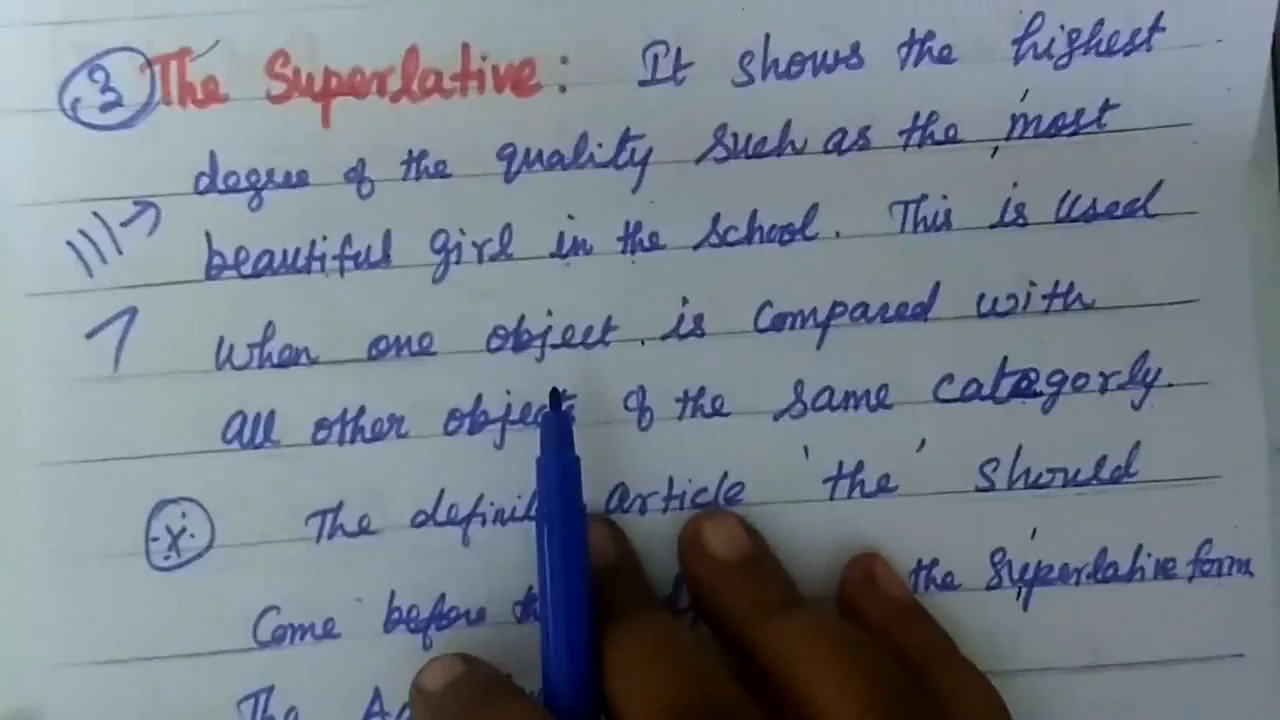 3 The Superlative: It shows the highest
degree of the quality such as the most
beautiful girl in the school. This is used
When one object is compared with
all other objects of the same category.
The article 'the' should
Come before the superlative form
The